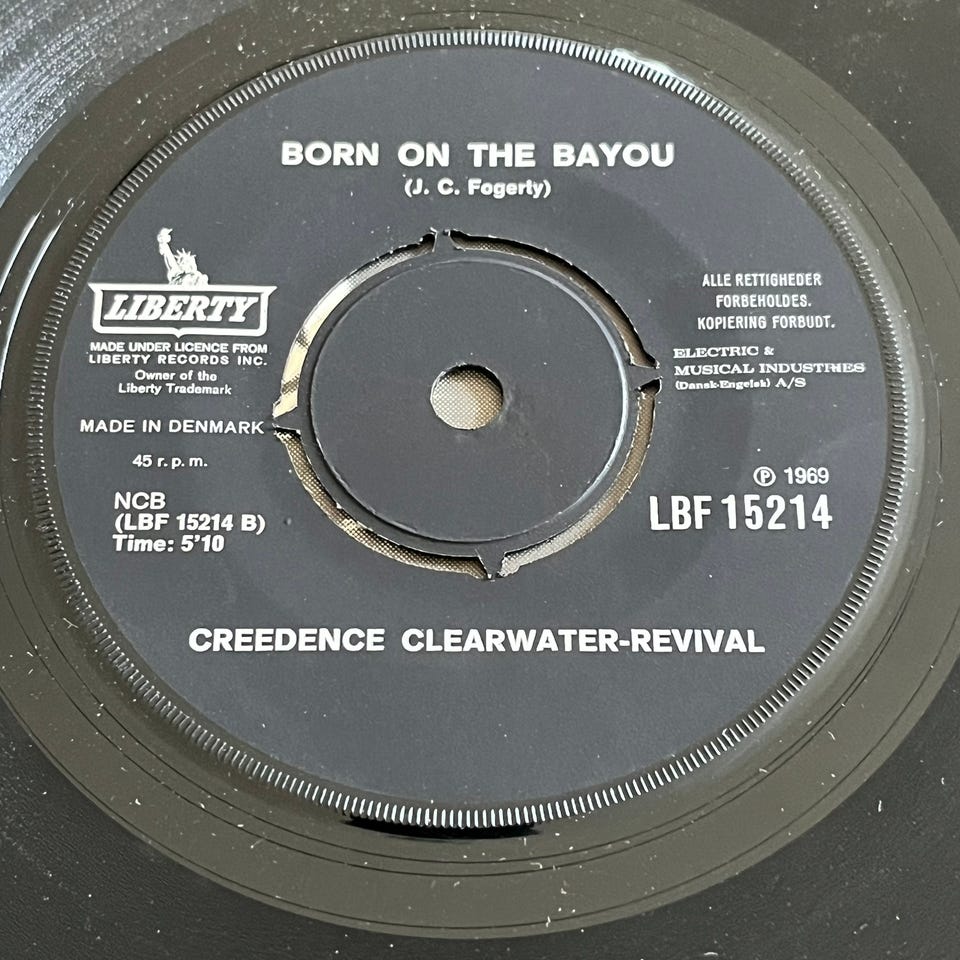 BORN ON THE BAYOU
(J. C. Fogerty)
LIBERTY
MADE UNDER LICENCE FROM
LIBERTY RECORDS INC.
Owner of the
Liberty Trademark
MADE IN DENMARK
45 r.p.m.
NCB
(LBF 15214 B)
Time: 5'10
ALLE RETTIGHEDER
FORBEHOLDES.
KOPIERING FORBUDT.
ELECTRIC &
MUSICAL INDUSTRIES
(Dansk-Engelsk) A/S
℗ 1969
LBF 15214
CREEDENCE CLEARWATER-REVIVAL